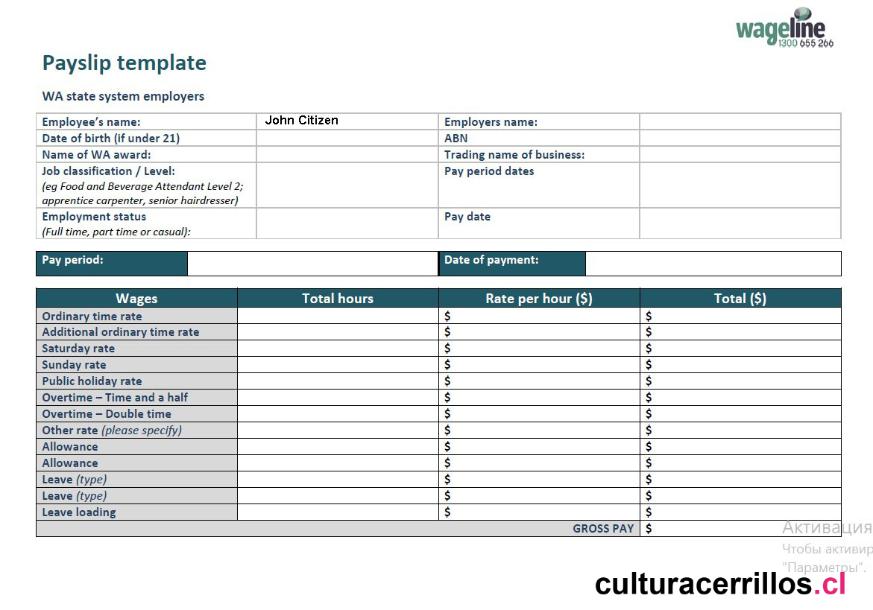 wageline
1300 655 266
Payslip template
WA state system employers
Employee's name: John Citizen Employers name:
Date of birth (if under 21) ABN
Name of WA award: Trading name of business:
Job classification / Level: Pay period dates
(eg Food and Beverage Attendant Level 2;
apprentice carpenter, senior hairdresser)
Employment status Pay date
(Full time, part time or casual):
Pay period: Date of payment:
Wages Total hours Rate per hour ($) Total ($)
Ordinary time rate $ $
Additional ordinary time rate $ $
Saturday rate $ $
Sunday rate $ $
Public holiday rate $ $
Overtime – Time and a half $ $
Overtime – Double time $ $
Other rate (please specify) $ $
Allowance $ $
Allowance $ $
Leave (type) $ $
Leave (type) $ $
Leave loading $ $
GROSS PAY $
Активация
Чтобы активир
"Параметры".
culturacerrillos.cl